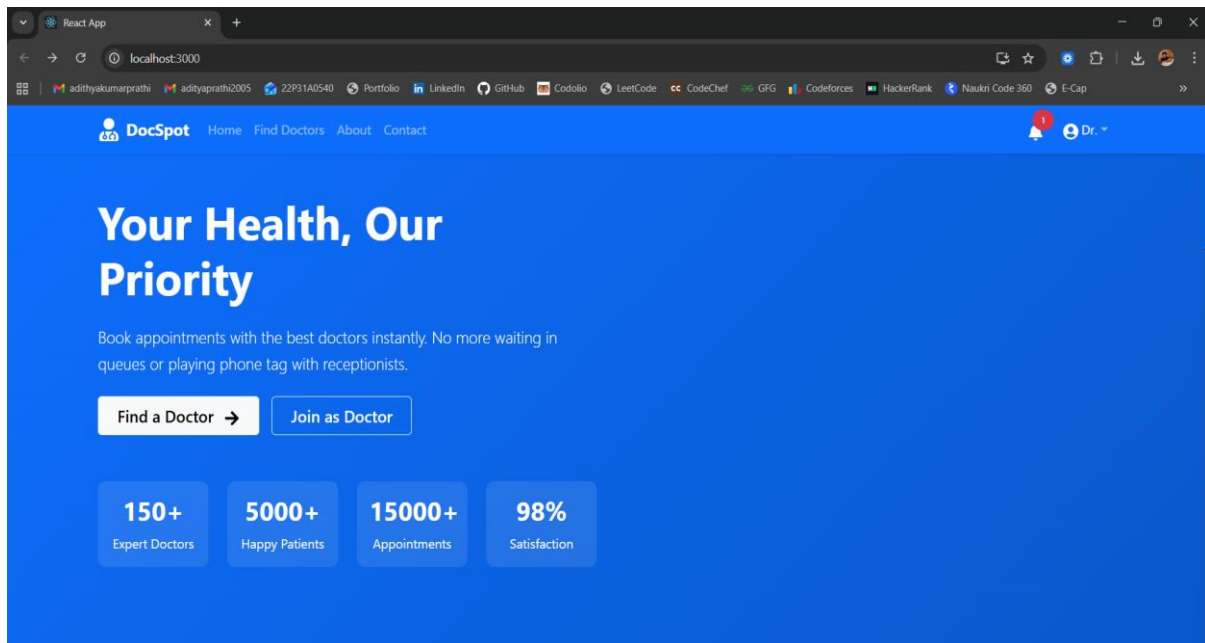 React App
localhost:3000
adithyakumarprathi adityaprathi2005 22P31A0540 Portfolio LinkedIn GitHub Codolio LeetCode CodeChef GFG Codeforces HackerRank Naukri Code 360 E-Cap
DocSpot Home Find Doctors About Contact 1 Dr.
Your Health, Our
Priority
Book appointments with the best doctors instantly. No more waiting in
queues or playing phone tag with receptionists.
Find a Doctor → Join as Doctor
150+ 5000+ 15000+ 98%
Expert Doctors Happy Patients Appointments Satisfaction